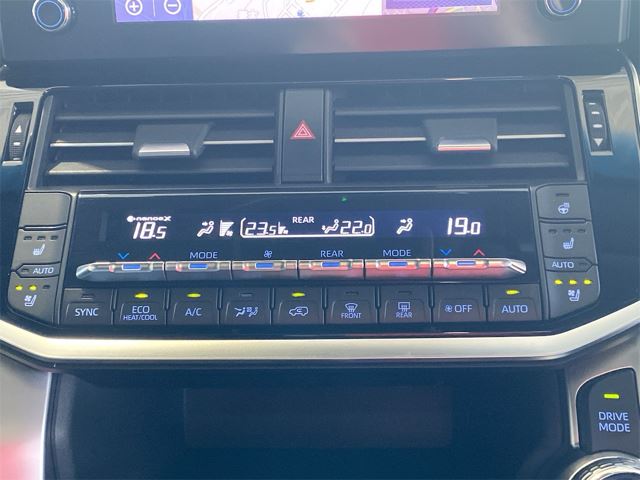 nanoeX
18.5
REAR
23.5
22.0
19.0
MODE
REAR
MODE
AUTO
AUTO
SYNC
ECO
HEAT/COOL
A/C
FRONT
REAR
OFF
AUTO
DRIVE
MODE